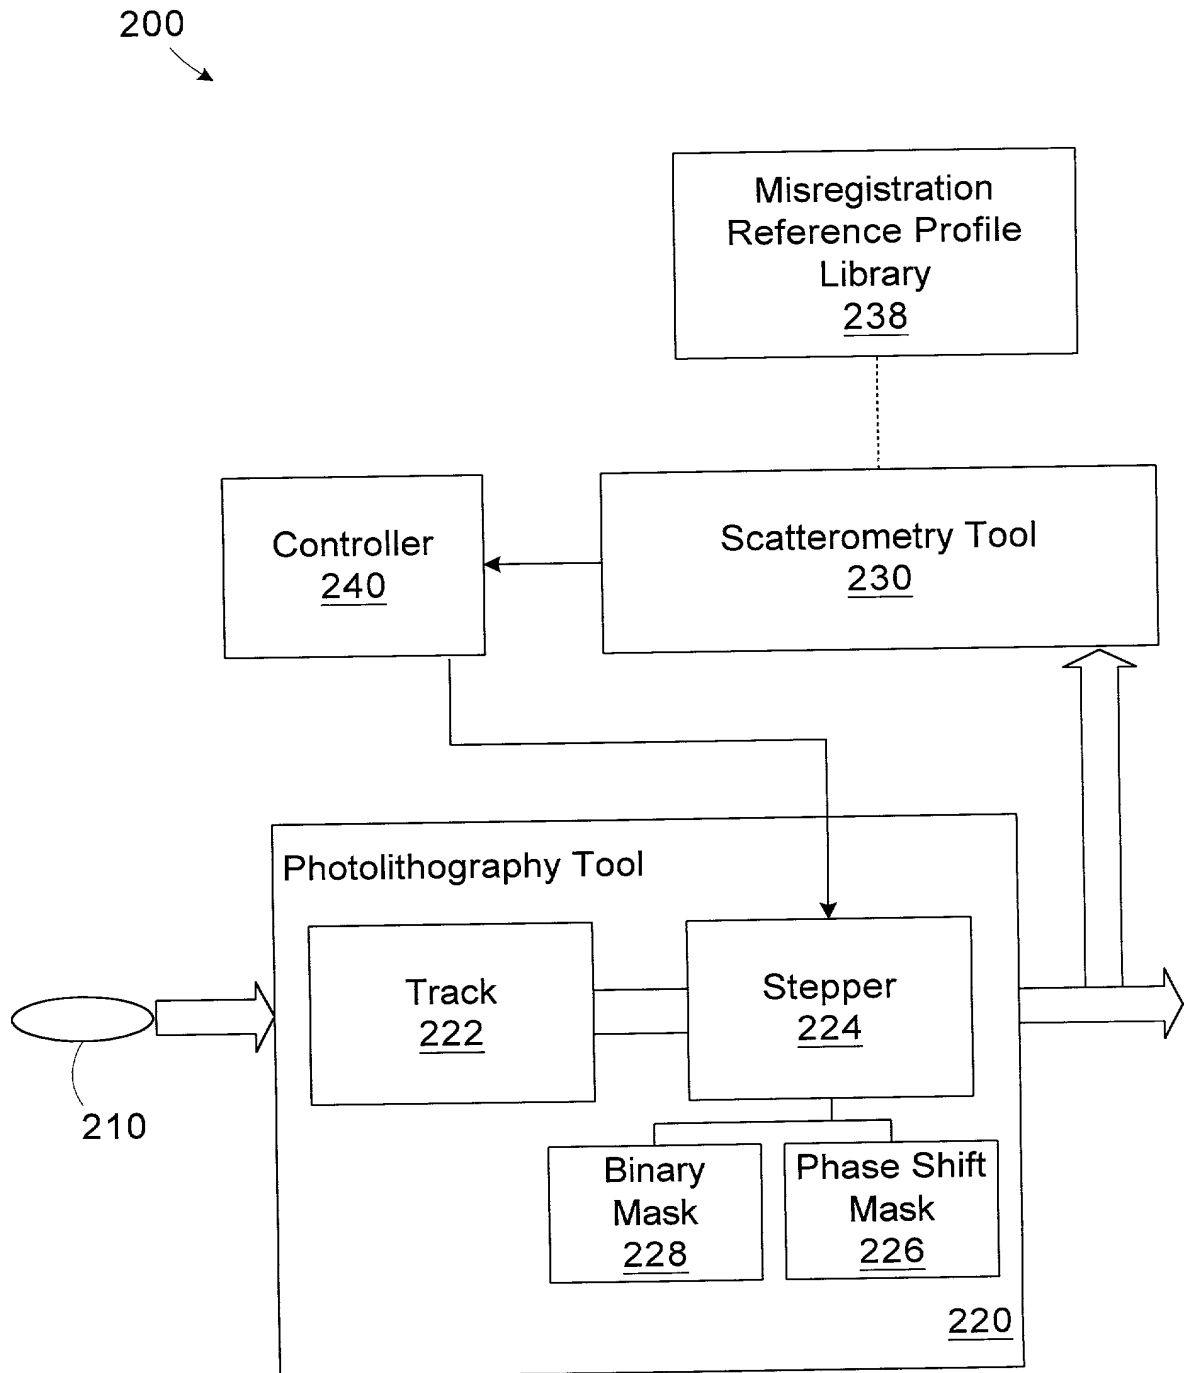 200
Misregistration
Reference Profile
Library
238
Controller
240
Scatterometry Tool
230
Photolithography Tool
Track
222
Stepper
224
210
Binary
Mask
228
Phase Shift
Mask
226
220